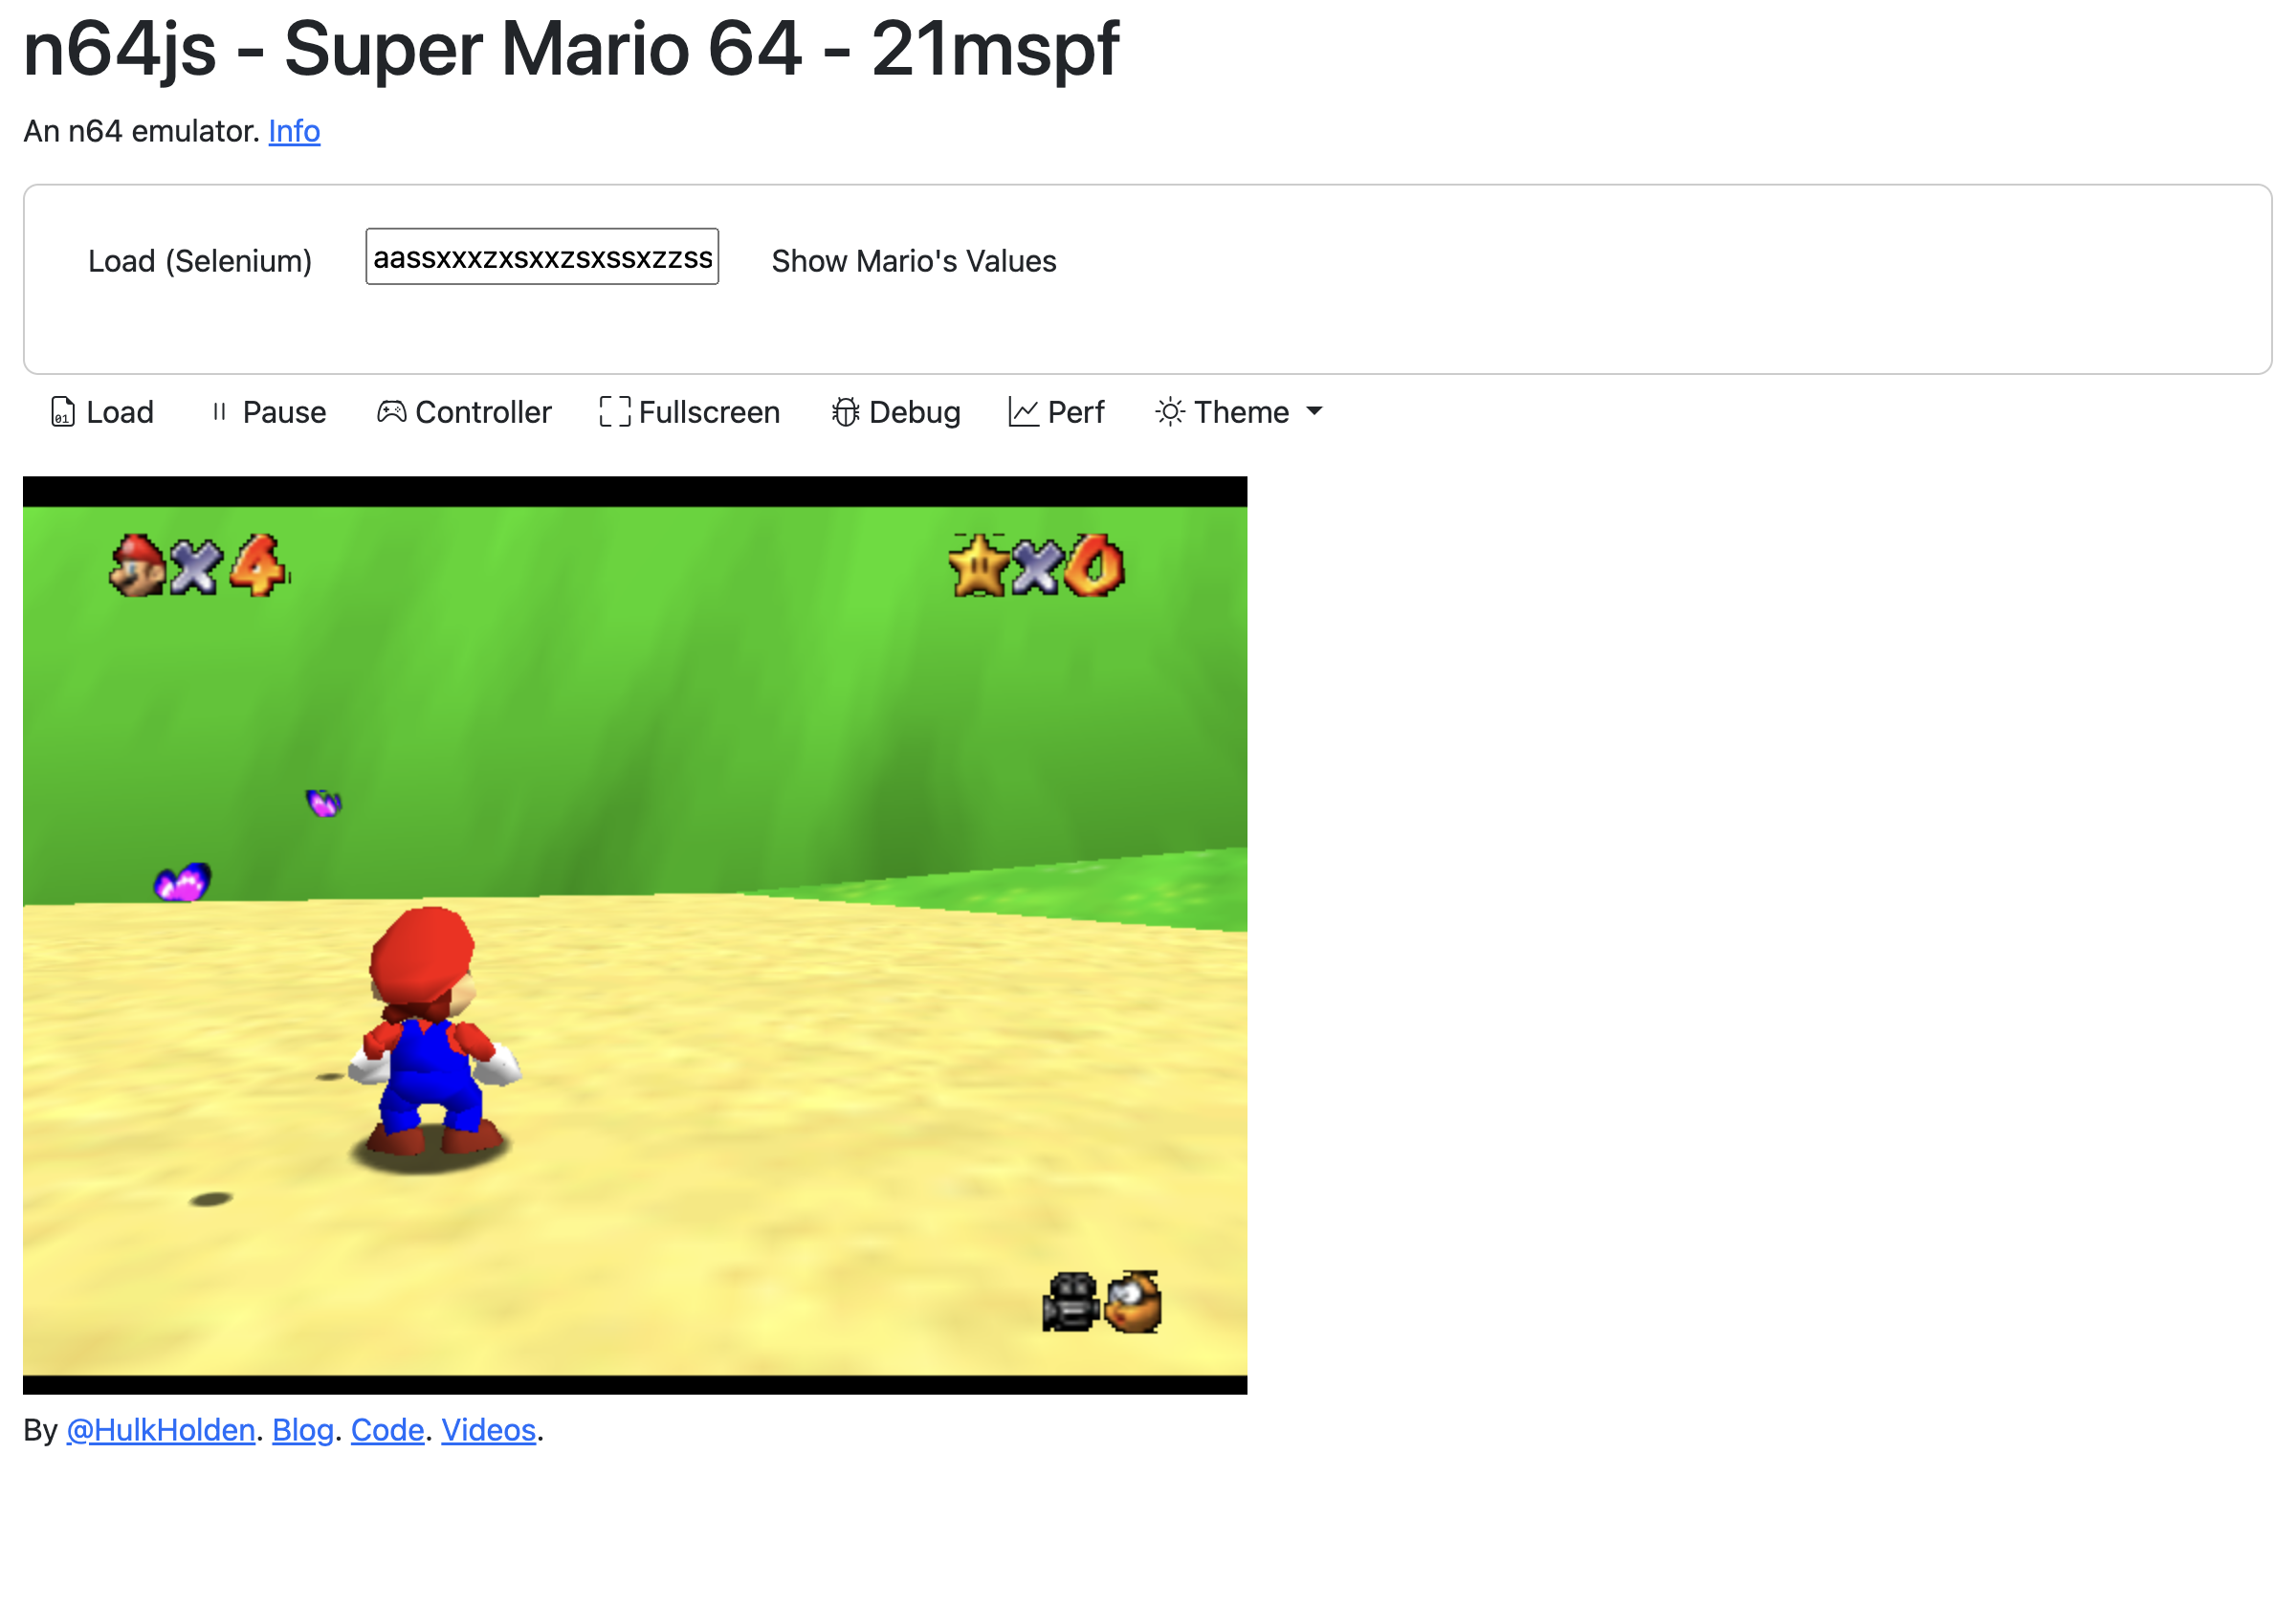 n64js - Super Mario 64 - 21mspf
An n64 emulator. Info
Load (Selenium) aassxxxzxsxxzsxssxzzss Show Mario's Values
Load Pause Controller Fullscreen Debug Perf Theme
×4 ×0
By @HulkHolden. Blog. Code. Videos.